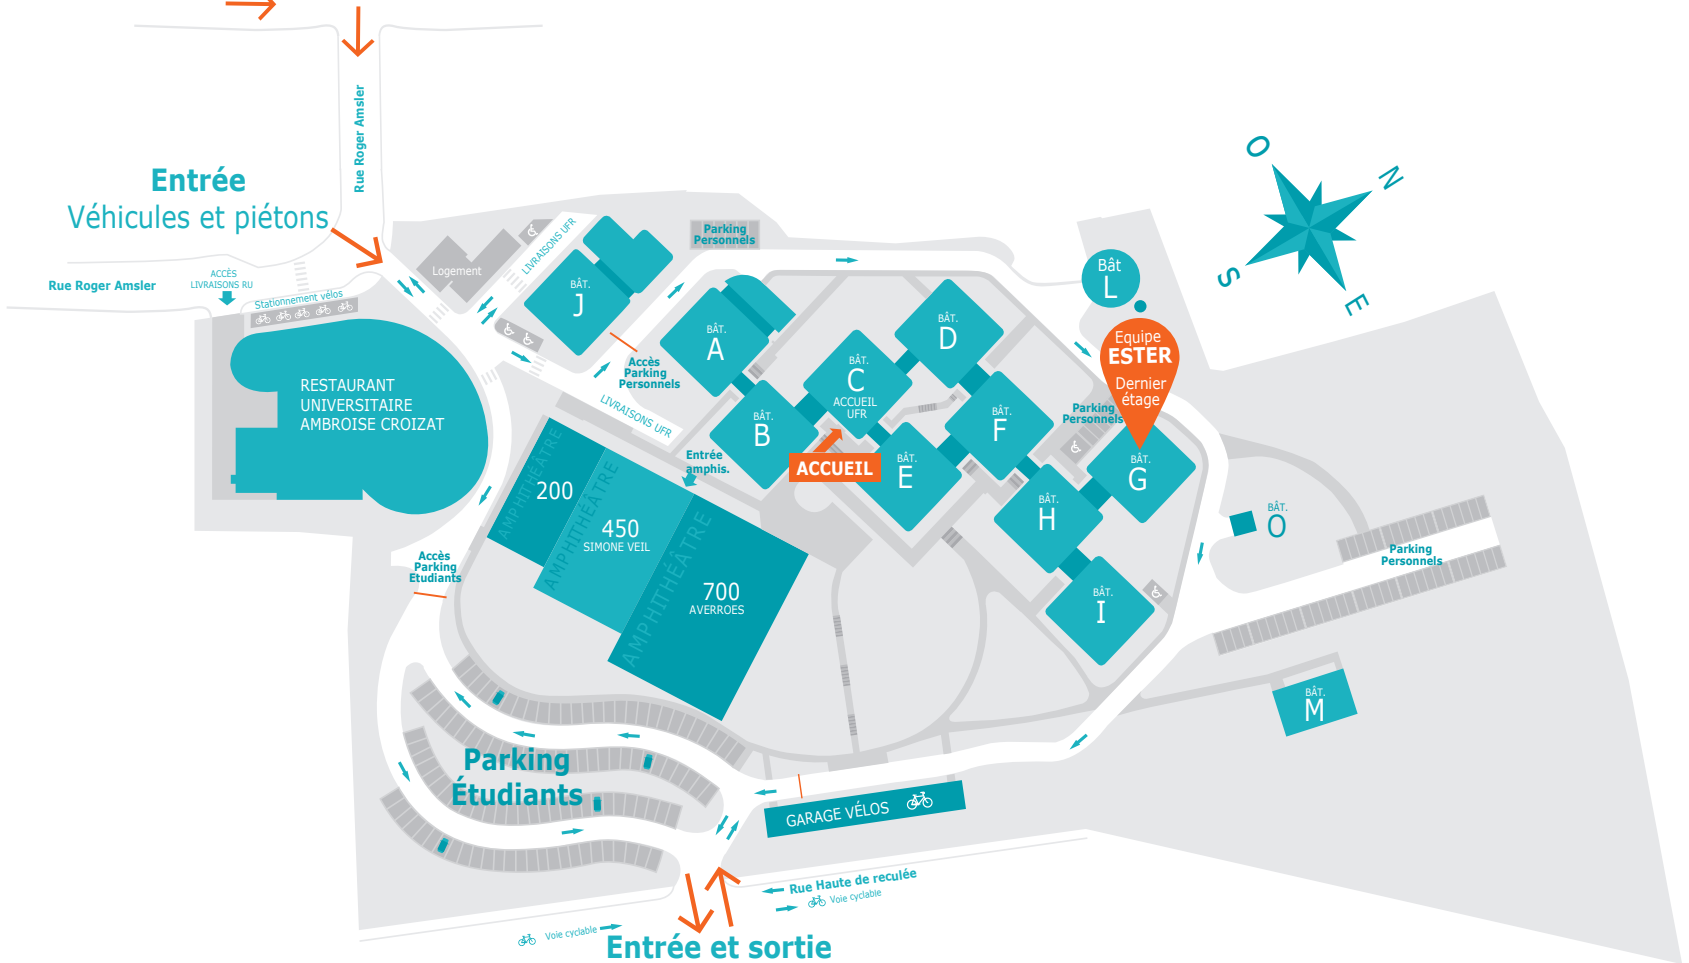 Rue Roger Amsler
Entrée
Véhicules et piétons
Rue Roger Amsler
ACCÈS
LIVRAISONS RU
Stationnement vélos
Logement
LIVRAISONS UFR
BÂT.
J
Parking
Personnels
O
N
S
E
Bât
L
Equipe
ESTER
Dernier
étage
RESTAURANT
UNIVERSITAIRE
AMBROISE CROIZAT
Accès
Parking
Personnels
LIVRAISONS UFR
BÂT.
A
BÂT.
B
BÂT.
C
ACCUEIL
UFR
BÂT.
D
BÂT.
E
BÂT.
F
Parking
Personnels
BÂT.
G
BÂT.
H
BÂT.
I
ACCUEIL
Entrée
amphis.
AMPHITHÉÂTRE
200
AMPHITHÉÂTRE
450
SIMONE VEIL
AMPHITHÉÂTRE
700
AVERROES
BÂT.
O
Parking
Personnels
BÂT.
M
Accès
Parking
Etudiants
Parking
Étudiants
GARAGE VÉLOS
Rue Haute de reculée
Voie cyclable
Voie cyclable
Entrée et sortie